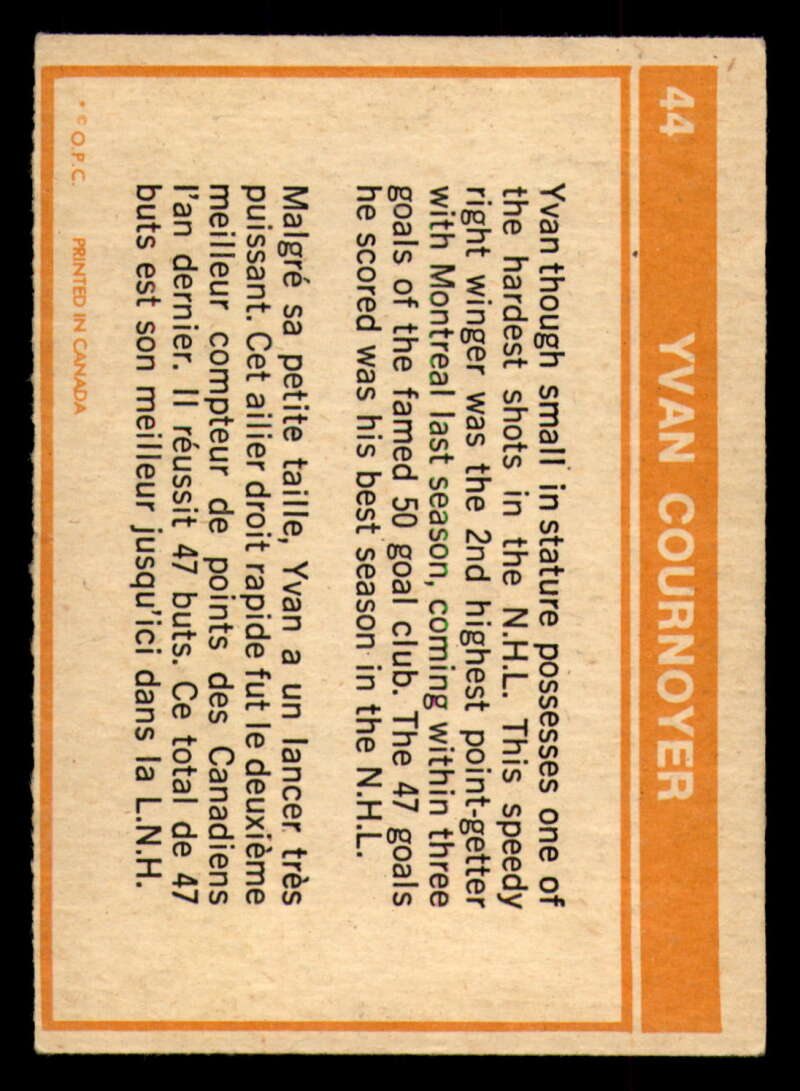 44 YVAN COURNOYER
Yvan though small in stature possesses one of
the hardest shots in the N.H.L. This speedy
right winger was the 2nd highest point-getter
with Montreal last season, coming within three
goals of the famed 50 goal club. The 47 goals
he scored was his best season in the N.H.L.
Malgré sa petite taille, Yvan a un lancer très
puissant. Cet ailier droit rapide fut le deuxième
meilleur compteur de points des Canadiens
l'an dernier. Il réussit 47 buts. Ce total de 47
buts est son meilleur jusqu'ici dans la L.N.H.
• © O.P.C. PRINTED IN CANADA